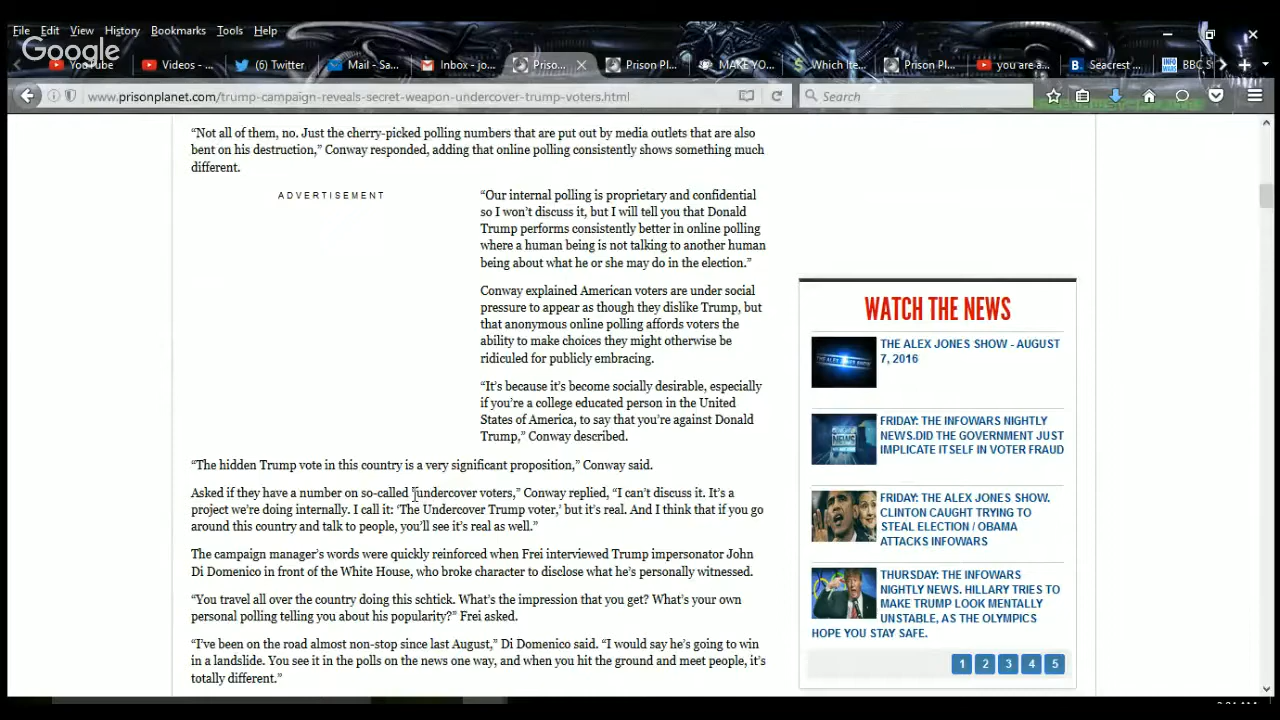 File Edit View History Bookmarks Tools Help
Google
YouTube Videos - ... (6) Twitter Mail - Sa... Inbox - jo... Priso... Prison Pl... MAKE YO... Which Ite... Prison Pl... you are a... Seacrest ... BBC S
www.prisonplanet.com/trump-campaign-reveals-secret-weapon-undercover-trump-voters.html Search
“Not all of them, no. Just the cherry-picked polling numbers that are put out by media outlets that are also
bent on his destruction,” Conway responded, adding that online polling consistently shows something much
different.
ADVERTISEMENT
“Our internal polling is proprietary and confidential
so I won’t discuss it, but I will tell you that Donald
Trump performs consistently better in online polling
where a human being is not talking to another human
being about what he or she may do in the election.”
Conway explained American voters are under social
pressure to appear as though they dislike Trump, but
that anonymous online polling affords voters the
ability to make choices they might otherwise be
ridiculed for publicly embracing.
“It’s because it’s become socially desirable, especially
if you’re a college educated person in the United
States of America, to say that you’re against Donald
Trump,” Conway described.
“The hidden Trump vote in this country is a very significant proposition,” Conway said.
Asked if they have a number on so-called “undercover voters,” Conway replied, “I can’t discuss it. It’s a
project we’re doing internally. I call it: ‘The Undercover Trump voter,’ but it’s real. And I think that if you go
around this country and talk to people, you’ll see it’s real as well.”
The campaign manager’s words were quickly reinforced when Frei interviewed Trump impersonator John
Di Domenico in front of the White House, who broke character to disclose what he’s personally witnessed.
“You travel all over the country doing this schtick. What’s the impression that you get? What’s your own
personal polling telling you about his popularity?” Frei asked.
“I’ve been on the road almost non-stop since last August,” Di Domenico said. “I would say he’s going to win
in a landslide. You see it in the polls on the news one way, and when you hit the ground and meet people, it’s
totally different.”
WATCH THE NEWS
THE ALEX JONES SHOW - AUGUST
7, 2016
FRIDAY: THE INFOWARS NIGHTLY
NEWS.DID THE GOVERNMENT JUST
IMPLICATE ITSELF IN VOTER FRAUD
FRIDAY: THE ALEX JONES SHOW.
CLINTON CAUGHT TRYING TO
STEAL ELECTION / OBAMA
ATTACKS INFOWARS
THURSDAY: THE INFOWARS
NIGHTLY NEWS. HILLARY TRIES TO
MAKE TRUMP LOOK MENTALLY
UNSTABLE, AS THE OLYMPICS
HOPE YOU STAY SAFE.
1 2 3 4 5